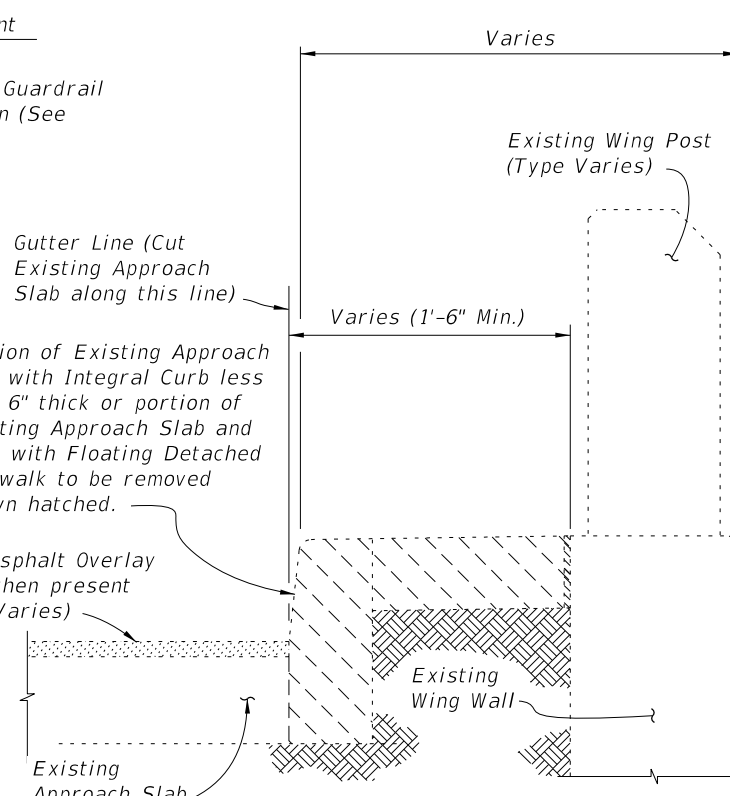 nt
Varies
Guardrail
n (See
Existing Wing Post
(Type Varies)
Gutter Line (Cut
Existing Approach
Slab along this line)
Varies (1'-6" Min.)
ion of Existing Approach
with Integral Curb less
6" thick or portion of
ting Approach Slab and
with Floating Detached
walk to be removed
wn hatched.
sphalt Overlay
hen present
Varies)
Existing
Wing Wall
Existing
Approach Slab